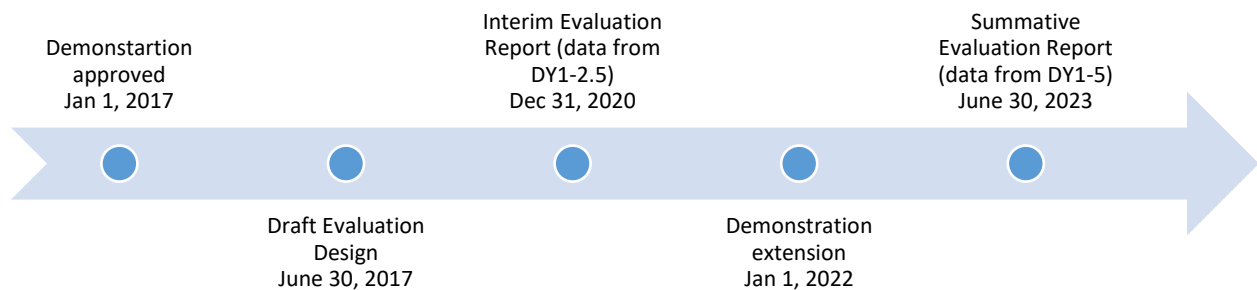 Demonstartion
approved
Jan 1, 2017
Draft Evaluation
Design
June 30, 2017
Interim Evaluation
Report (data from
DY1-2.5)
Dec 31, 2020
Demonstration
extension
Jan 1, 2022
Summative
Evaluation Report
(data from DY1-5)
June 30, 2023